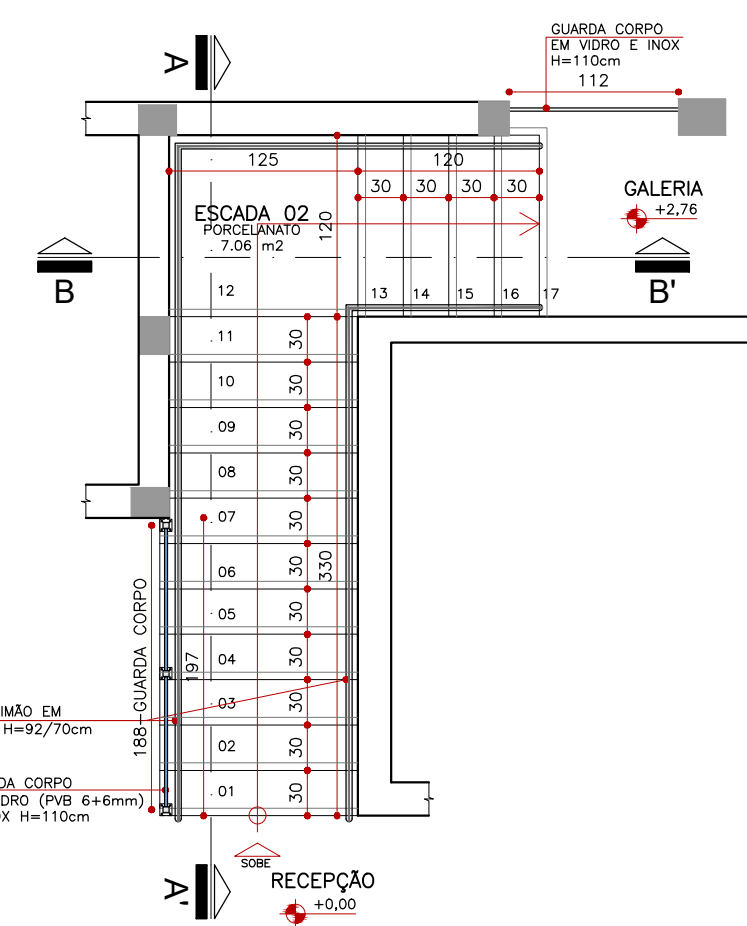 GUARDA CORPO
EM VIDRO E INOX
H=110cm
112
A
125
120
30
30
30
30
GALERIA
+2,76
ESCADA 02
PORCELANATO
7.06 m2
120
B
B'
12
13
14
15
16
17
11
30
10
30
09
30
08
30
07
30
06
30
330
05
30
04
30
197
188
GUARDA CORPO
03
30
IMÃO EM
H=92/70cm
02
30
DA CORPO
DRO (PVB 6+6mm)
OX H=110cm
01
30
SOBE
A'
RECEPÇÃO
+0,00